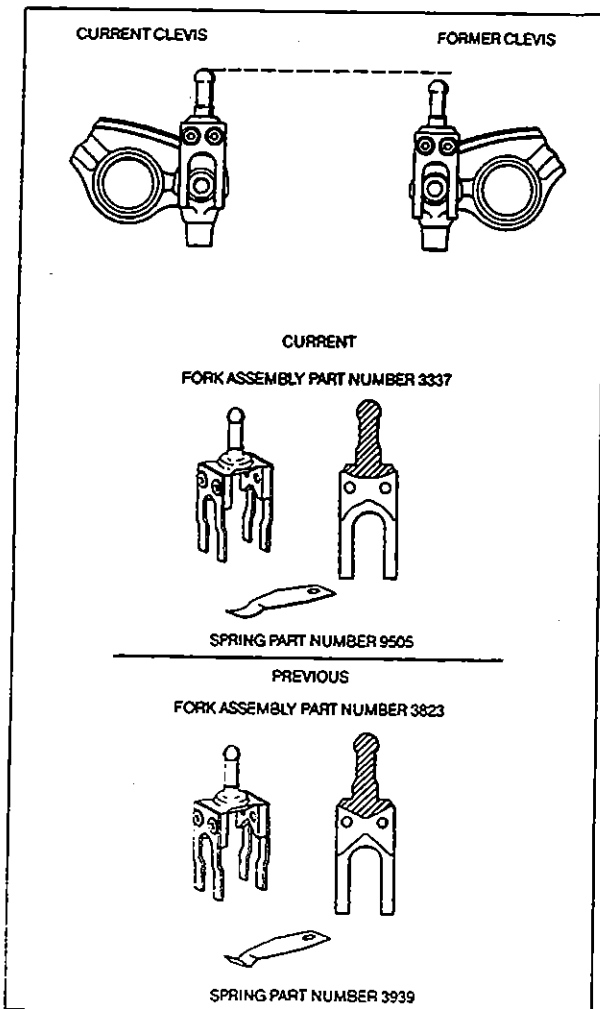 CURRENT CLEVIS
FORMER CLEVIS
CURRENT
FORK ASSEMBLY PART NUMBER 3337
SPRING PART NUMBER 9505
PREVIOUS
FORK ASSEMBLY PART NUMBER 3823
SPRING PART NUMBER 3939